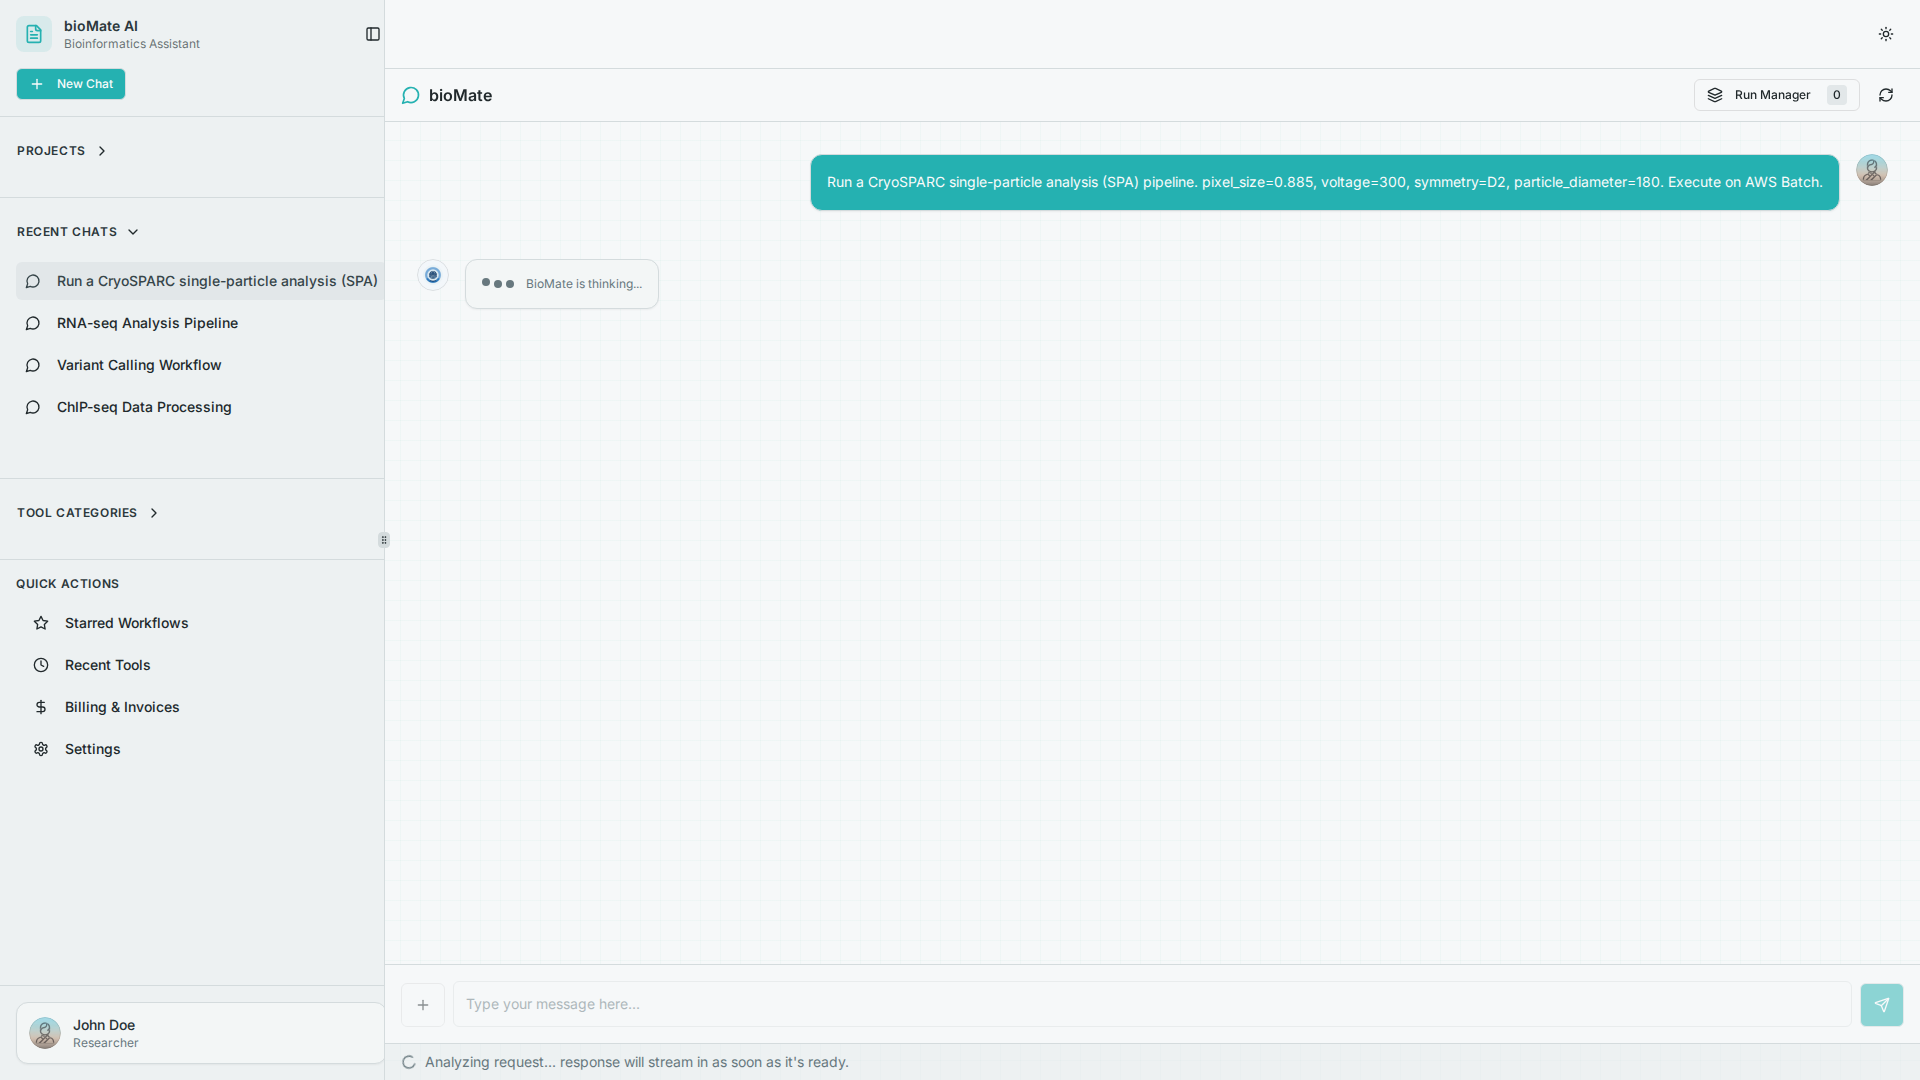 bioMate AI
Bioinformatics Assistant
New Chat
PROJECTS
RECENT CHATS
Run a CryoSPARC single-particle analysis (SPA)
RNA-seq Analysis Pipeline
Variant Calling Workflow
ChIP-seq Data Processing
TOOL CATEGORIES
QUICK ACTIONS
Starred Workflows
Recent Tools
Billing & Invoices
Settings
John Doe
Researcher
bioMate
Run Manager 0
Run a CryoSPARC single-particle analysis (SPA) pipeline. pixel_size=0.885, voltage=300, symmetry=D2, particle_diameter=180. Execute on AWS Batch.
BioMate is thinking...
Type your message here...
Analyzing request... response will stream in as soon as it's ready.